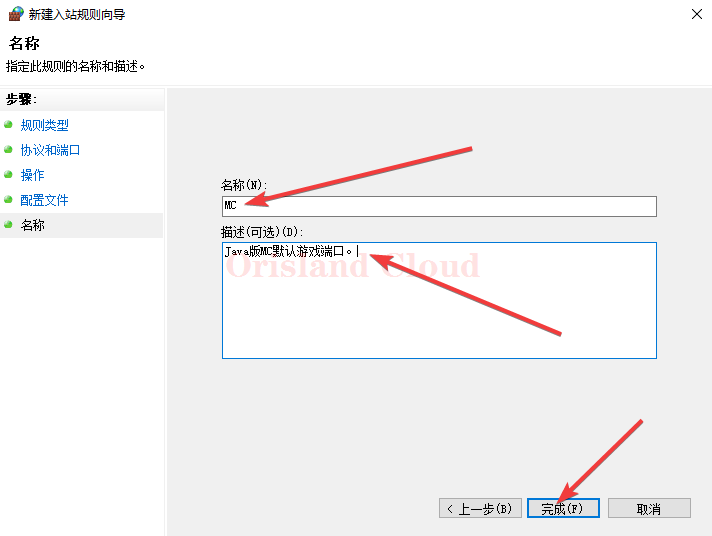 新建入站规则向导
名称
指定此规则的名称和描述。
步骤:
规则类型
协议和端口
操作
配置文件
名称
名称(N):
MC
描述(可选)(D):
Java版MC默认游戏端口。
Orisland Cloud
< 上一步(B)
完成(F)
取消